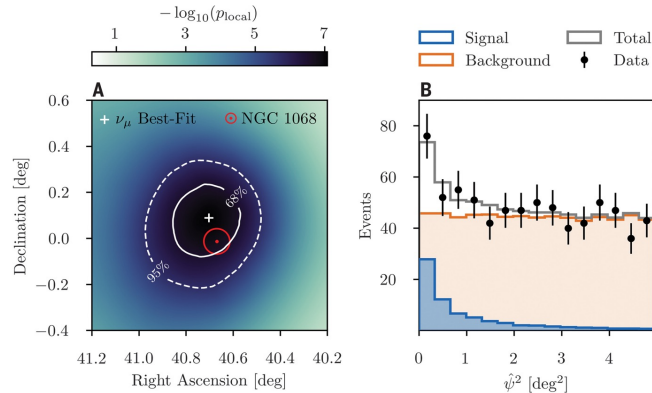 − log₁₀(p_local)
1 3 5 7
A
ν_μ Best-Fit NGC 1068
68%
95%
0.6
0.4
0.2
0.0
−0.2
−0.4
Declination [deg]
41.2 41.0 40.8 40.6 40.4 40.2
Right Ascension [deg]
Signal Total
Background Data
B
80
60
40
20
Events
0 1 2 3 4
ψ̂² [deg²]